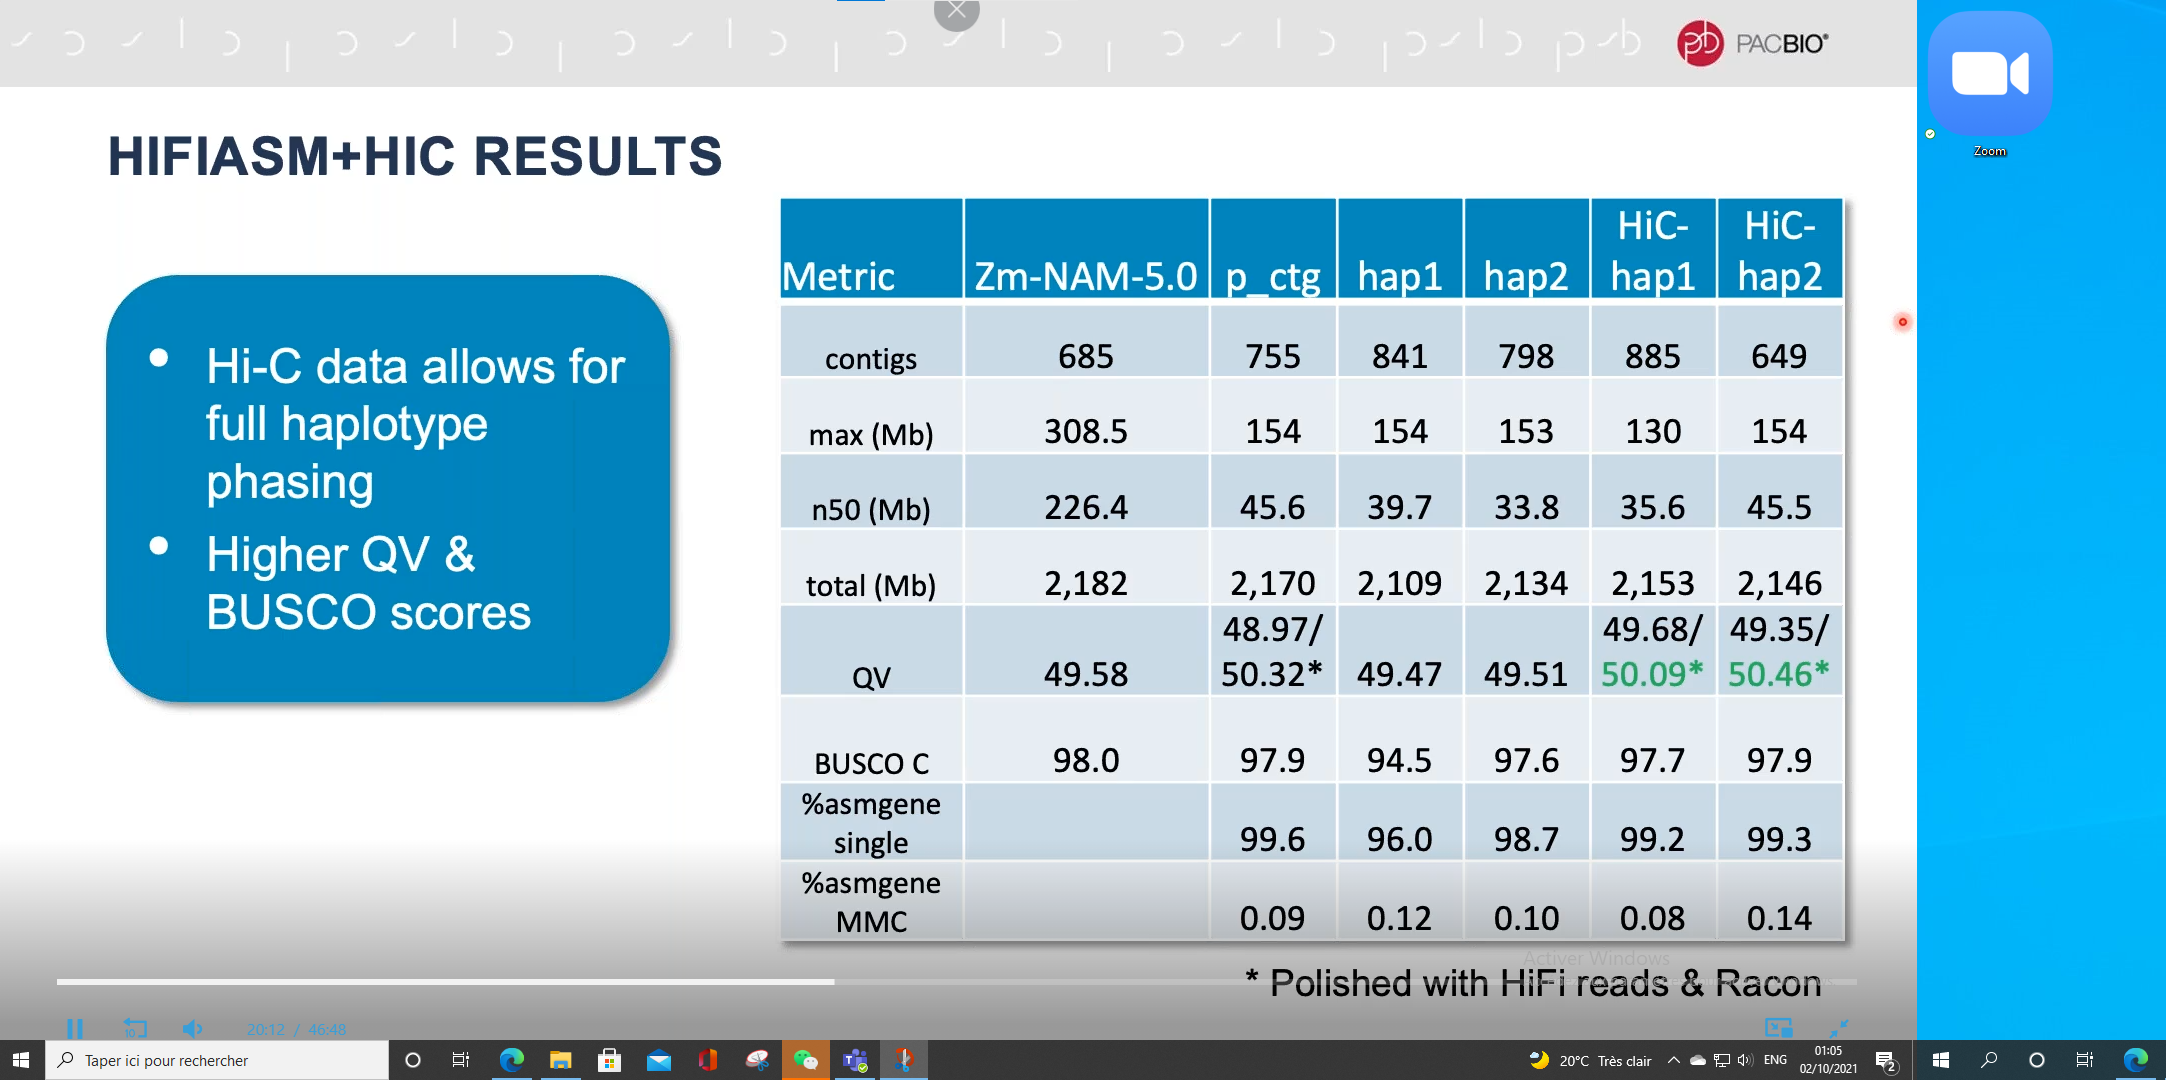 PACBIO®
Zoom
HIFIASM+HIC RESULTS
• Hi-C data allows for
full haplotype
phasing
• Higher QV &
BUSCO scores
Metric Zm-NAM-5.0 p_ctg hap1 hap2 HiC-hap1 HiC-hap2
contigs 685 755 841 798 885 649
max (Mb) 308.5 154 154 153 130 154
n50 (Mb) 226.4 45.6 39.7 33.8 35.6 45.5
total (Mb) 2,182 2,170 2,109 2,134 2,153 2,146
QV 49.58 48.97/50.32* 49.47 49.51 49.68/50.09* 49.35/50.46*
BUSCO C 98.0 97.9 94.5 97.6 97.7 97.9
%asmgene single 99.6 96.0 98.7 99.2 99.3
%asmgene MMC 0.09 0.12 0.10 0.08 0.14
Activer Windows
* Polished with HiFi reads & Racon
20:12 / 46:48
Taper ici pour rechercher
20°C Très clair
ENG
01:05
02/10/2021
2